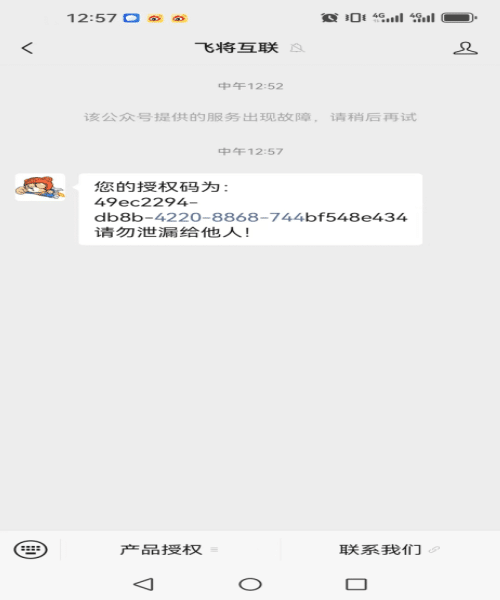 12:57
4G 4G
飞将互联
中午12:52
该公众号提供的服务出现故障，请稍后再试
中午12:57
您的授权码为：
49ec2294-
db8b-4220-8868-744bf548e434
请勿泄漏给他人！
产品授权
联系我们